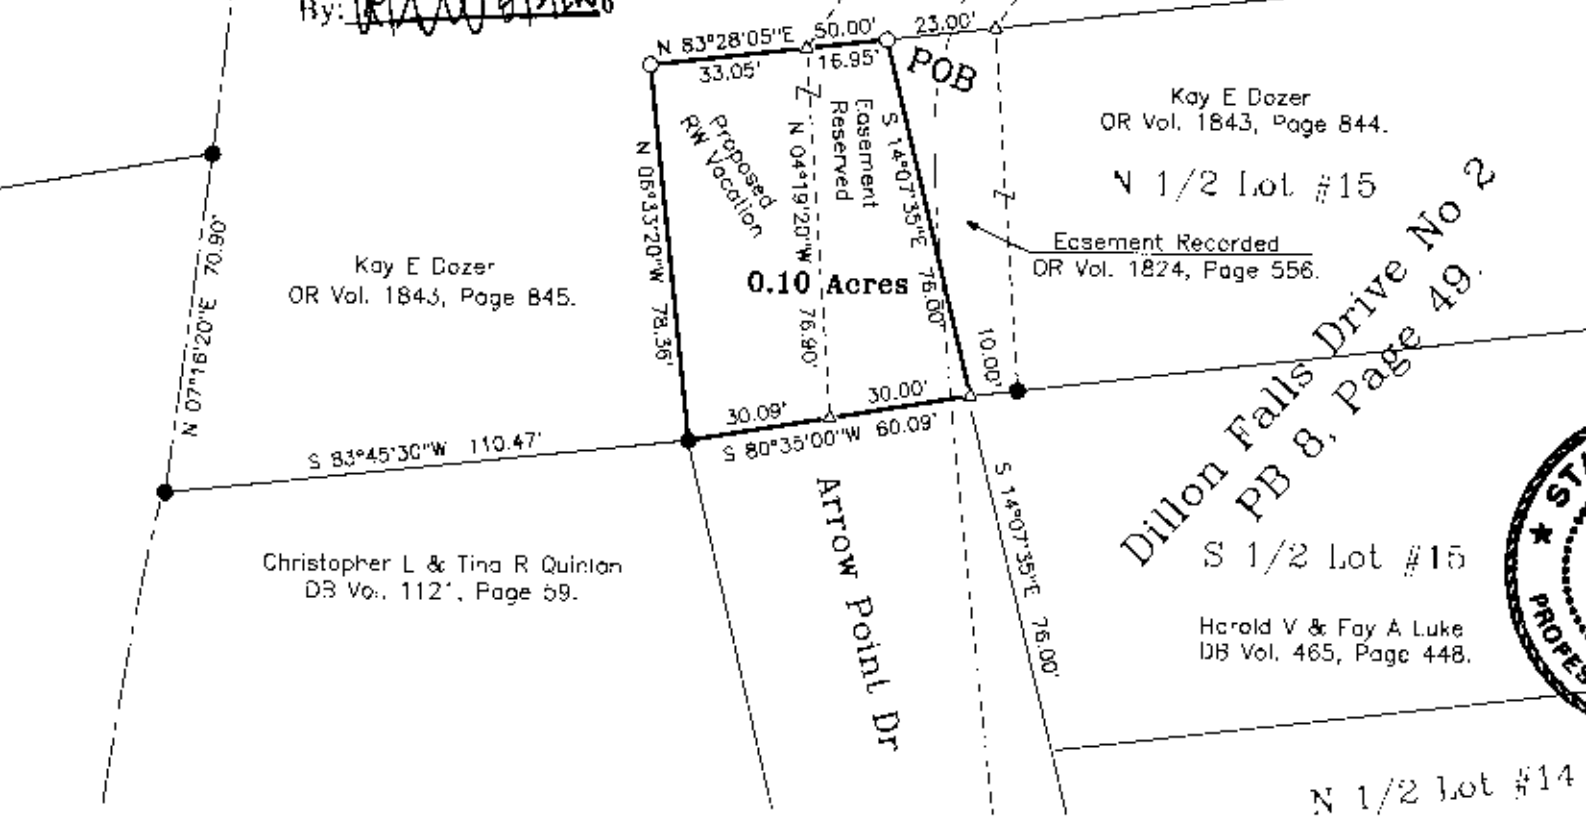 By:
N 83°28'05"E 50.00' 23.00'
33.05' 16.95'
POB
Kay E Dozer
OR Vol. 1843, Page 844.
N 1/2 Lot #15
Easement Recorded
OR Vol. 1824, Page 556.
Proposed
RW Vacation
N 04°19'20"W 76.90'
Easement
Reserved
S 14°07'35"E 76.00'
N 06°33'20"W 78.36'
0.10 Acres
N 07°16'20"E 70.90'
Kay E Dozer
OR Vol. 1843, Page 845.
10.00'
30.09' 30.00'
S 80°35'00"W 60.09'
S 83°45'30"W 110.47'
Dillon Falls Drive No 2
PB 8, Page 49.
Arrow Point Dr
S 14°07'35"E 76.00'
Christopher L & Tina R Quinlan
DB Vol. 1121, Page 59.
S 1/2 Lot #15
Harold V & Fay A Luke
DB Vol. 465, Page 448.
N 1/2 Lot #14